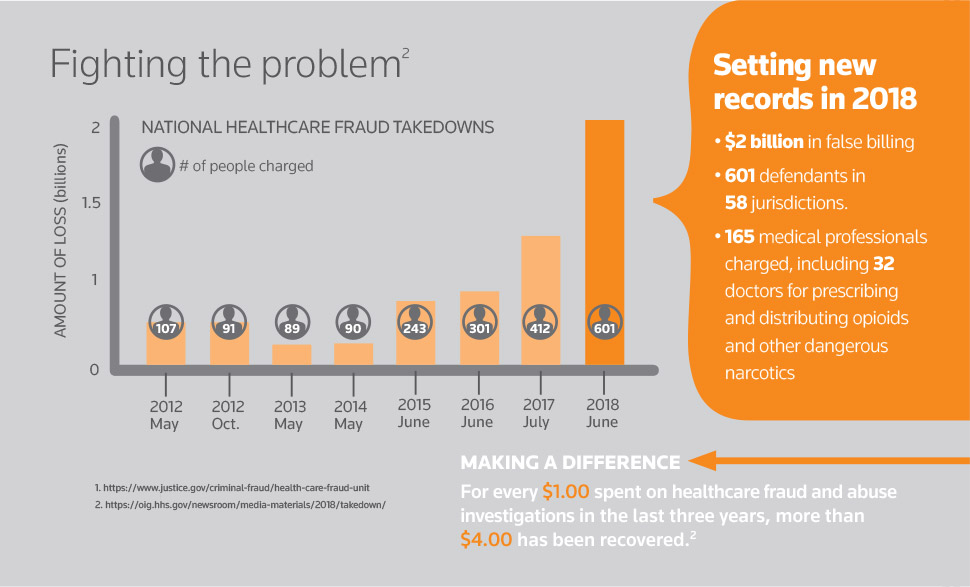 Fighting the problem²
NATIONAL HEALTHCARE FRAUD TAKEDOWNS
# of people charged
AMOUNT OF LOSS (billions)
2
1.5
1
0
107
91
89
90
243
301
412
601
2012
May
2012
Oct.
2013
May
2014
May
2015
June
2016
June
2017
July
2018
June
Setting new
records in 2018
• $2 billion in false billing
• 601 defendants in
58 jurisdictions.
• 165 medical professionals
charged, including 32
doctors for prescribing
and distributing opioids
and other dangerous
narcotics
MAKING A DIFFERENCE
For every $1.00 spent on healthcare fraud and abuse
investigations in the last three years, more than
$4.00 has been recovered.²
1. https://www.justice.gov/criminal-fraud/health-care-fraud-unit
2. https://oig.hhs.gov/newsroom/media-materials/2018/takedown/